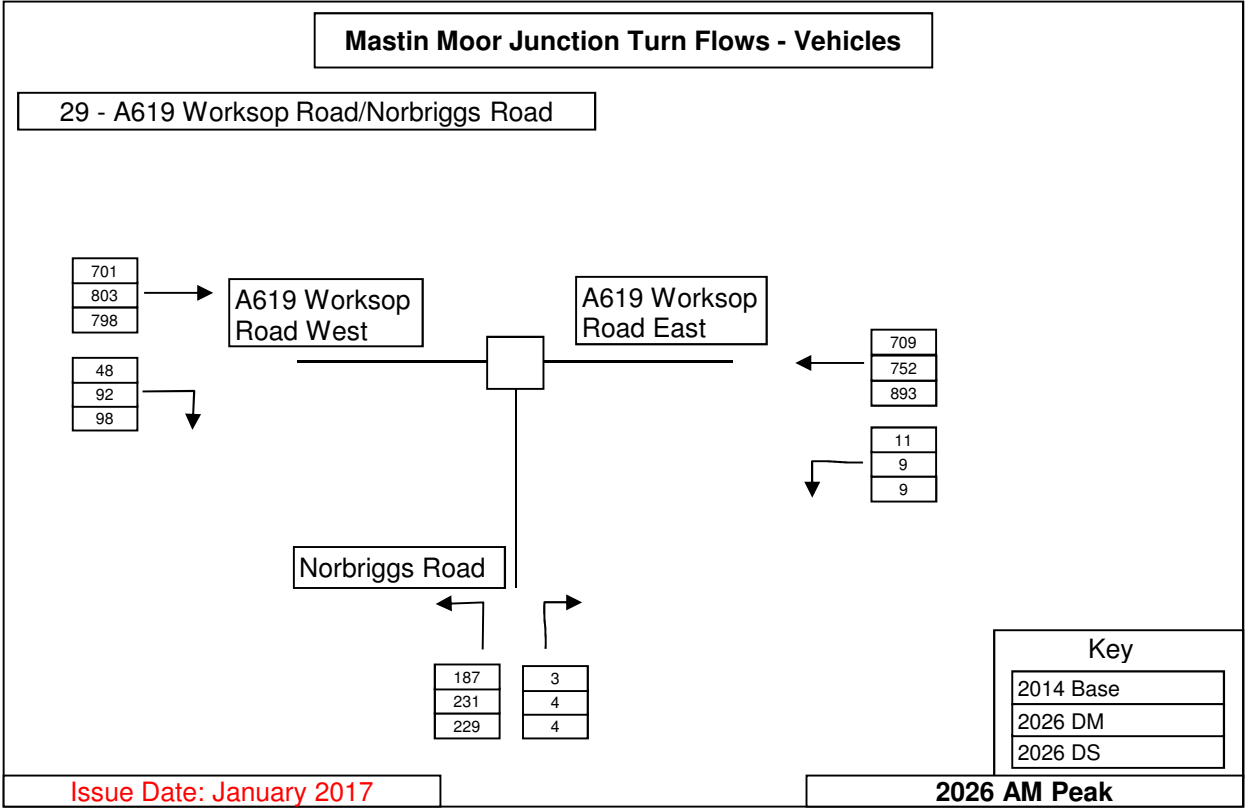 Mastin Moor Junction Turn Flows - Vehicles
29 - A619 Worksop Road/Norbriggs Road
701
803
798
A619 Worksop
Road West
A619 Worksop
Road East
48
92
98
709
752
893
11
9
9
Norbriggs Road
187
231
229
3
4
4
Key
2014 Base
2026 DM
2026 DS
Issue Date: January 2017
2026 AM Peak